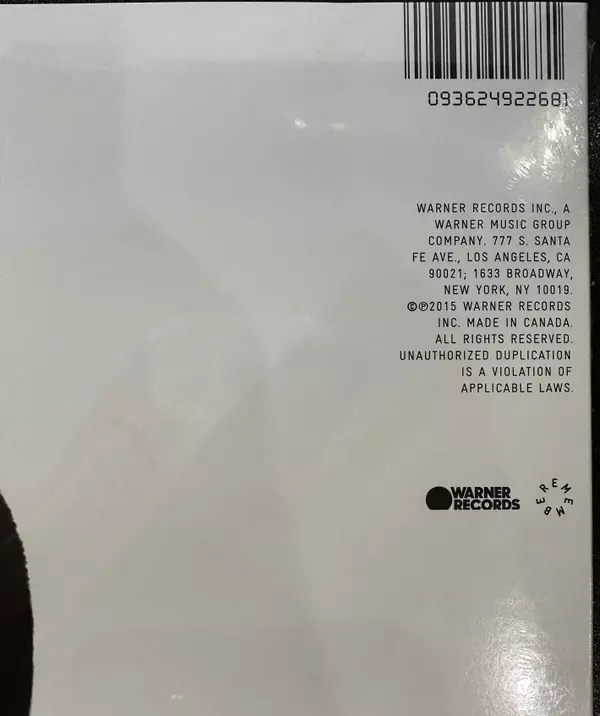 093624922681
WARNER RECORDS INC., A
WARNER MUSIC GROUP
COMPANY. 777 S. SANTA
FE AVE., LOS ANGELES, CA
90021; 1633 BROADWAY,
NEW YORK, NY 10019.
©℗2015 WARNER RECORDS
INC. MADE IN CANADA.
ALL RIGHTS RESERVED.
UNAUTHORIZED DUPLICATION
IS A VIOLATION OF
APPLICABLE LAWS.
WARNER
RECORDS
REMEMBER